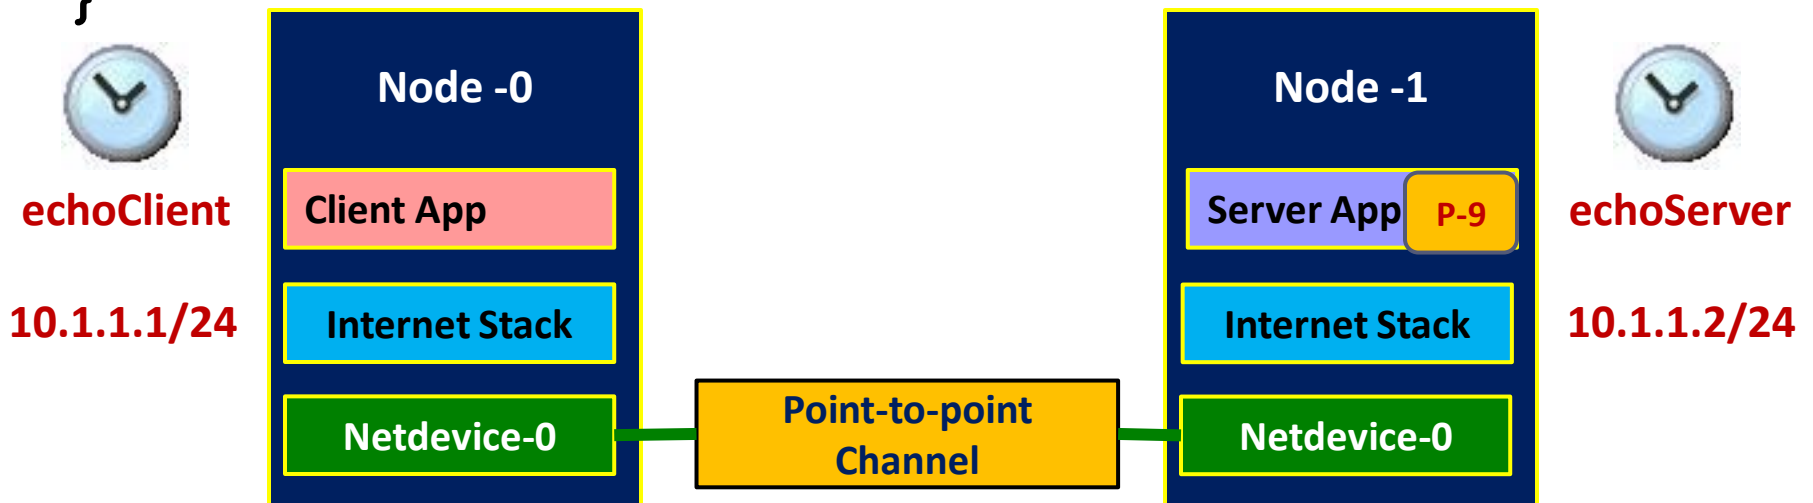 }
Node -0
Node -1
echoClient
Client App
Server App
P-9
echoServer
10.1.1.1/24
Internet Stack
Internet Stack
10.1.1.2/24
Netdevice-0
Point-to-point
Channel
Netdevice-0